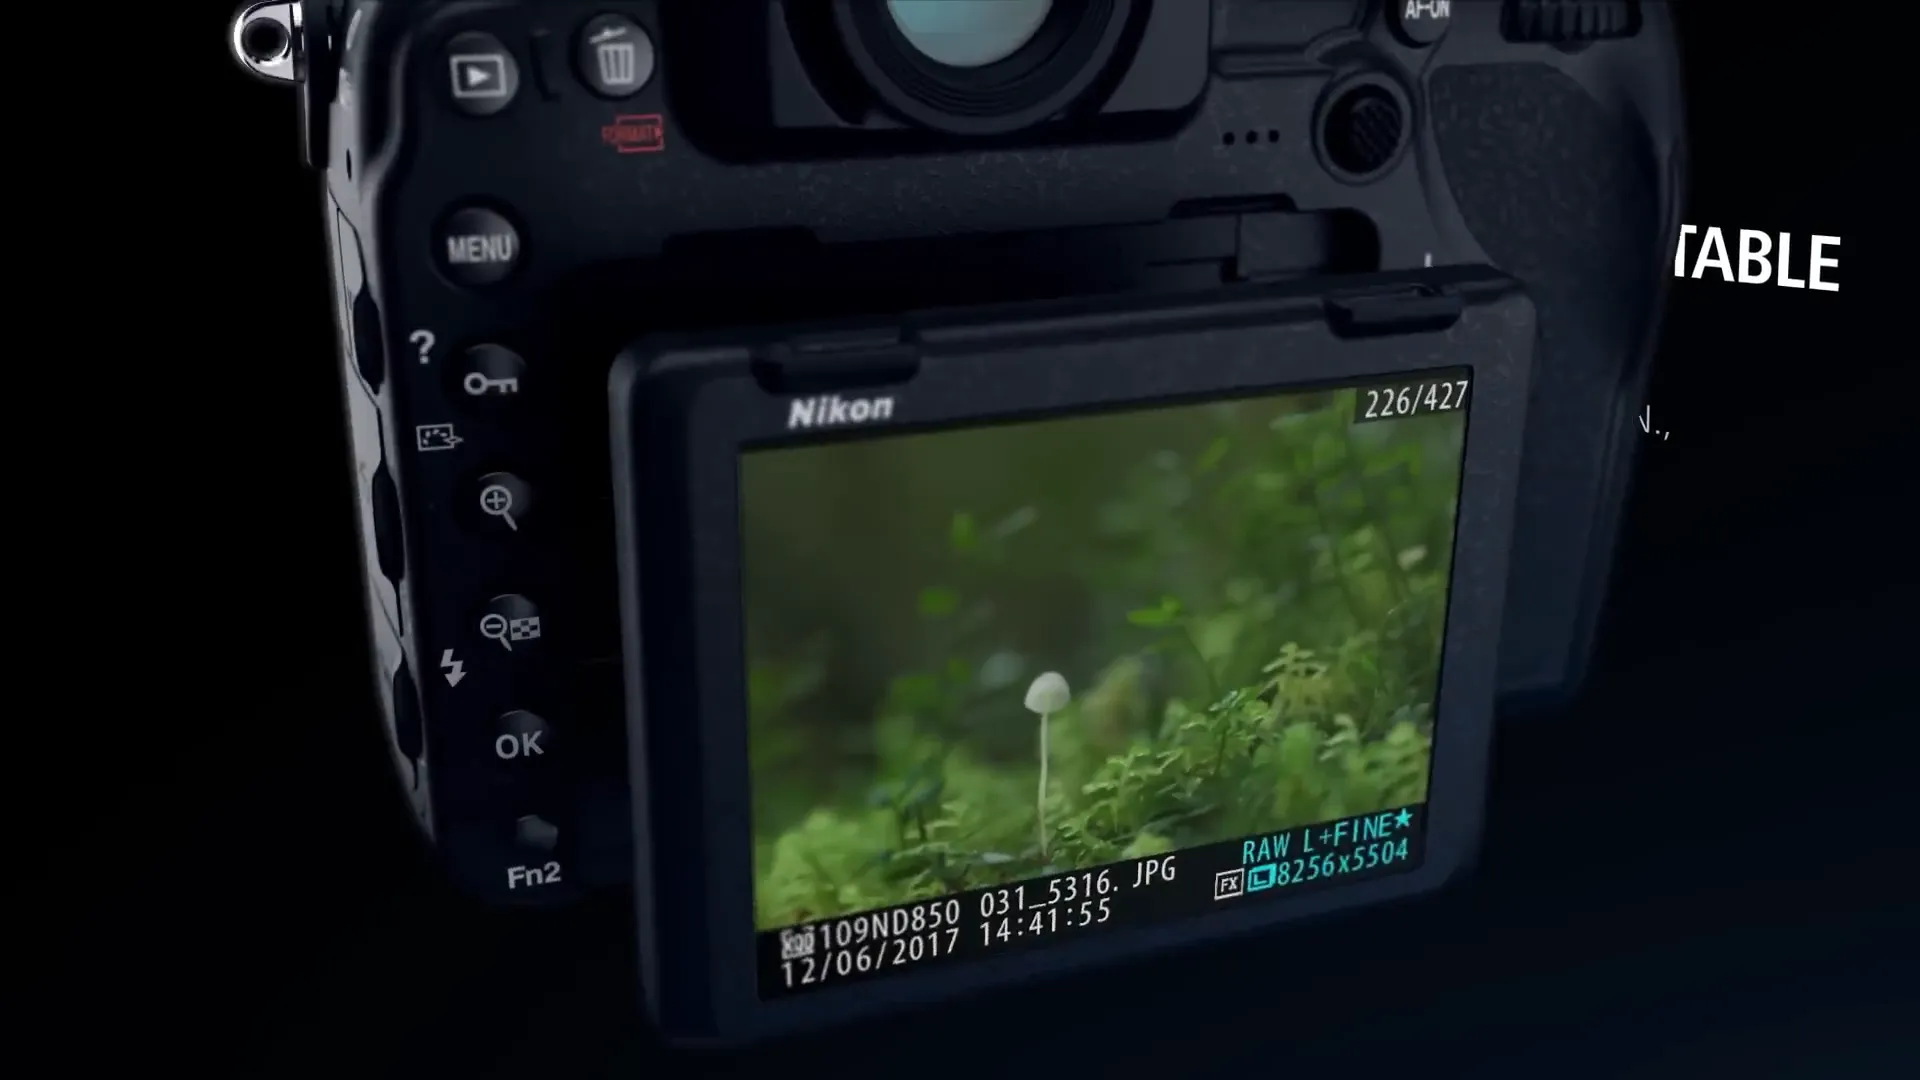 AF-ON
FORMAT
MENU
TABLE
?
Nikon
226/427
N.,
OK
RAW L+FINE★
FX L 8256x5504
109ND850 031_5316. JPG
12/06/2017 14:41:55
Fn2